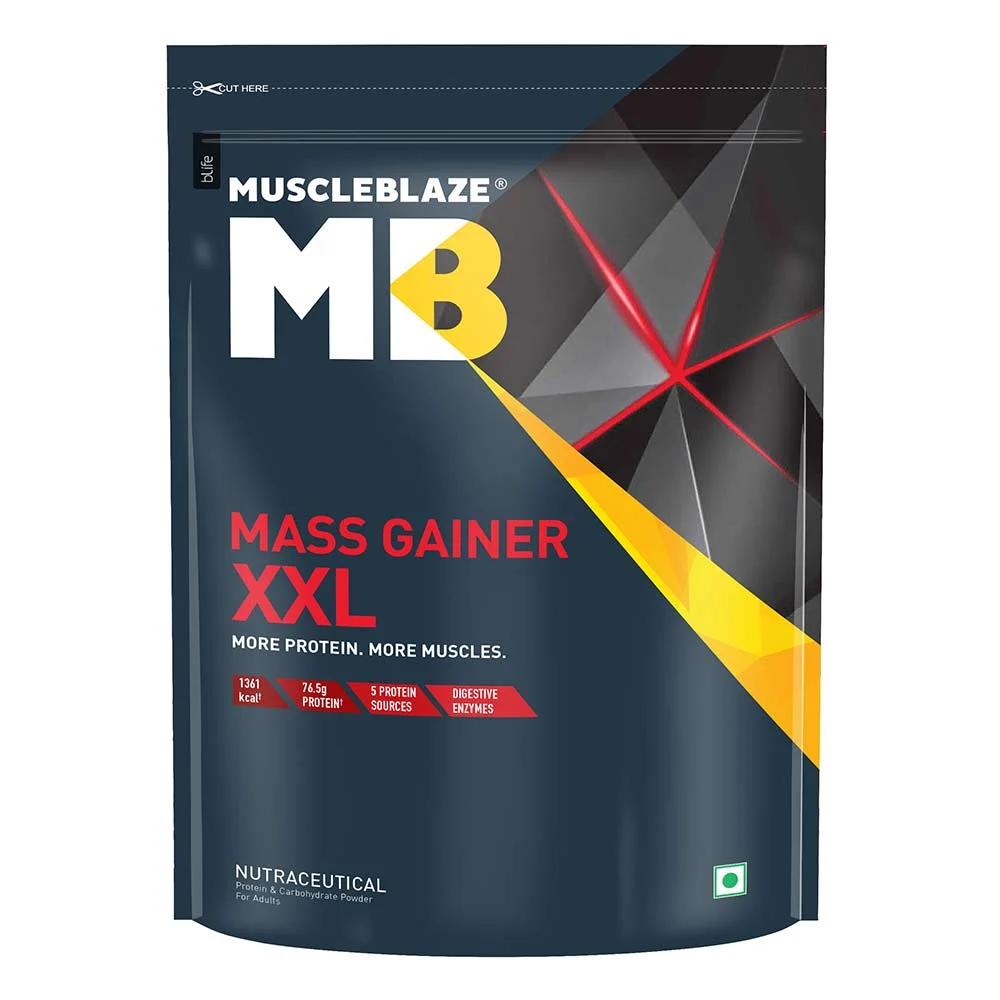 CUT HERE
bLife
MUSCLEBLAZE®
MB
MASS GAINER
XXL
MORE PROTEIN. MORE MUSCLES.
1361 kcal†
76.5g PROTEIN†
5 PROTEIN SOURCES
DIGESTIVE ENZYMES
NUTRACEUTICAL
Protein & Carbohydrate Powder
For Adults